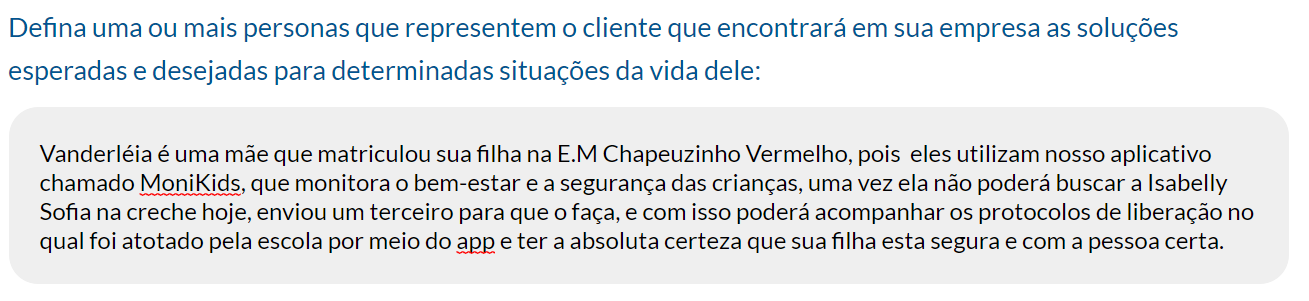 Defina uma ou mais personas que representem o cliente que encontrará em sua empresa as soluções
esperadas e desejadas para determinadas situações da vida dele:
Vanderléia é uma mãe que matriculou sua filha na E.M Chapeuzinho Vermelho, pois  eles utilizam nosso aplicativo
chamado MoniKids, que monitora o bem-estar e a segurança das crianças, uma vez ela não poderá buscar a Isabelly
Sofia na creche hoje, enviou um terceiro para que o faça, e com isso poderá acompanhar os protocolos de liberação no
qual foi atotado pela escola por meio do app e ter a absoluta certeza que sua filha esta segura e com a pessoa certa.